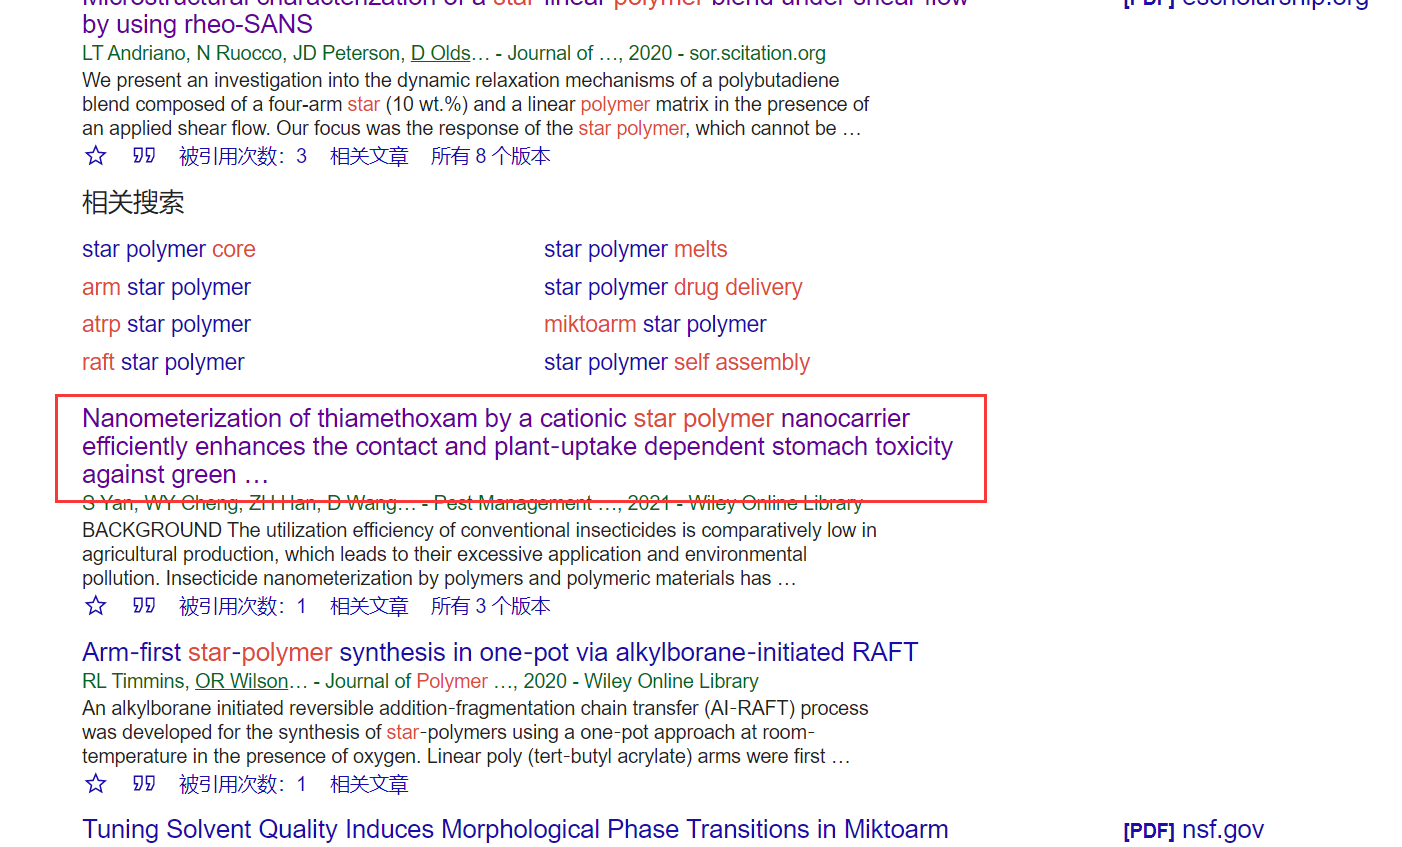 Microstructural characterization of a star-linear polymer blend under shear flow
[PDF] escholarship.org
by using rheo-SANS
LT Andriano, N Ruocco, JD Peterson, D Olds… - Journal of …, 2020 - sor.scitation.org
We present an investigation into the dynamic relaxation mechanisms of a polybutadiene
blend composed of a four-arm star (10 wt.%) and a linear polymer matrix in the presence of
an applied shear flow. Our focus was the response of the star polymer, which cannot be …
被引用次数：3 相关文章 所有 8 个版本
相关搜索
star polymer core
star polymer melts
arm star polymer
star polymer drug delivery
atrp star polymer
miktoarm star polymer
raft star polymer
star polymer self assembly
Nanometerization of thiamethoxam by a cationic star polymer nanocarrier
efficiently enhances the contact and plant-uptake dependent stomach toxicity
against green …
S Yan, WY Cheng, ZH Han, D Wang… - Pest Management …, 2021 - Wiley Online Library
BACKGROUND The utilization efficiency of conventional insecticides is comparatively low in
agricultural production, which leads to their excessive application and environmental
pollution. Insecticide nanometerization by polymers and polymeric materials has …
被引用次数：1 相关文章 所有 3 个版本
Arm-first star-polymer synthesis in one-pot via alkylborane-initiated RAFT
RL Timmins, OR Wilson… - Journal of Polymer …, 2020 - Wiley Online Library
An alkylborane initiated reversible addition-fragmentation chain transfer (AI-RAFT) process
was developed for the synthesis of star-polymers using a one-pot approach at room-
temperature in the presence of oxygen. Linear poly (tert-butyl acrylate) arms were first …
被引用次数：1 相关文章
Tuning Solvent Quality Induces Morphological Phase Transitions in Miktoarm
[PDF] nsf.gov